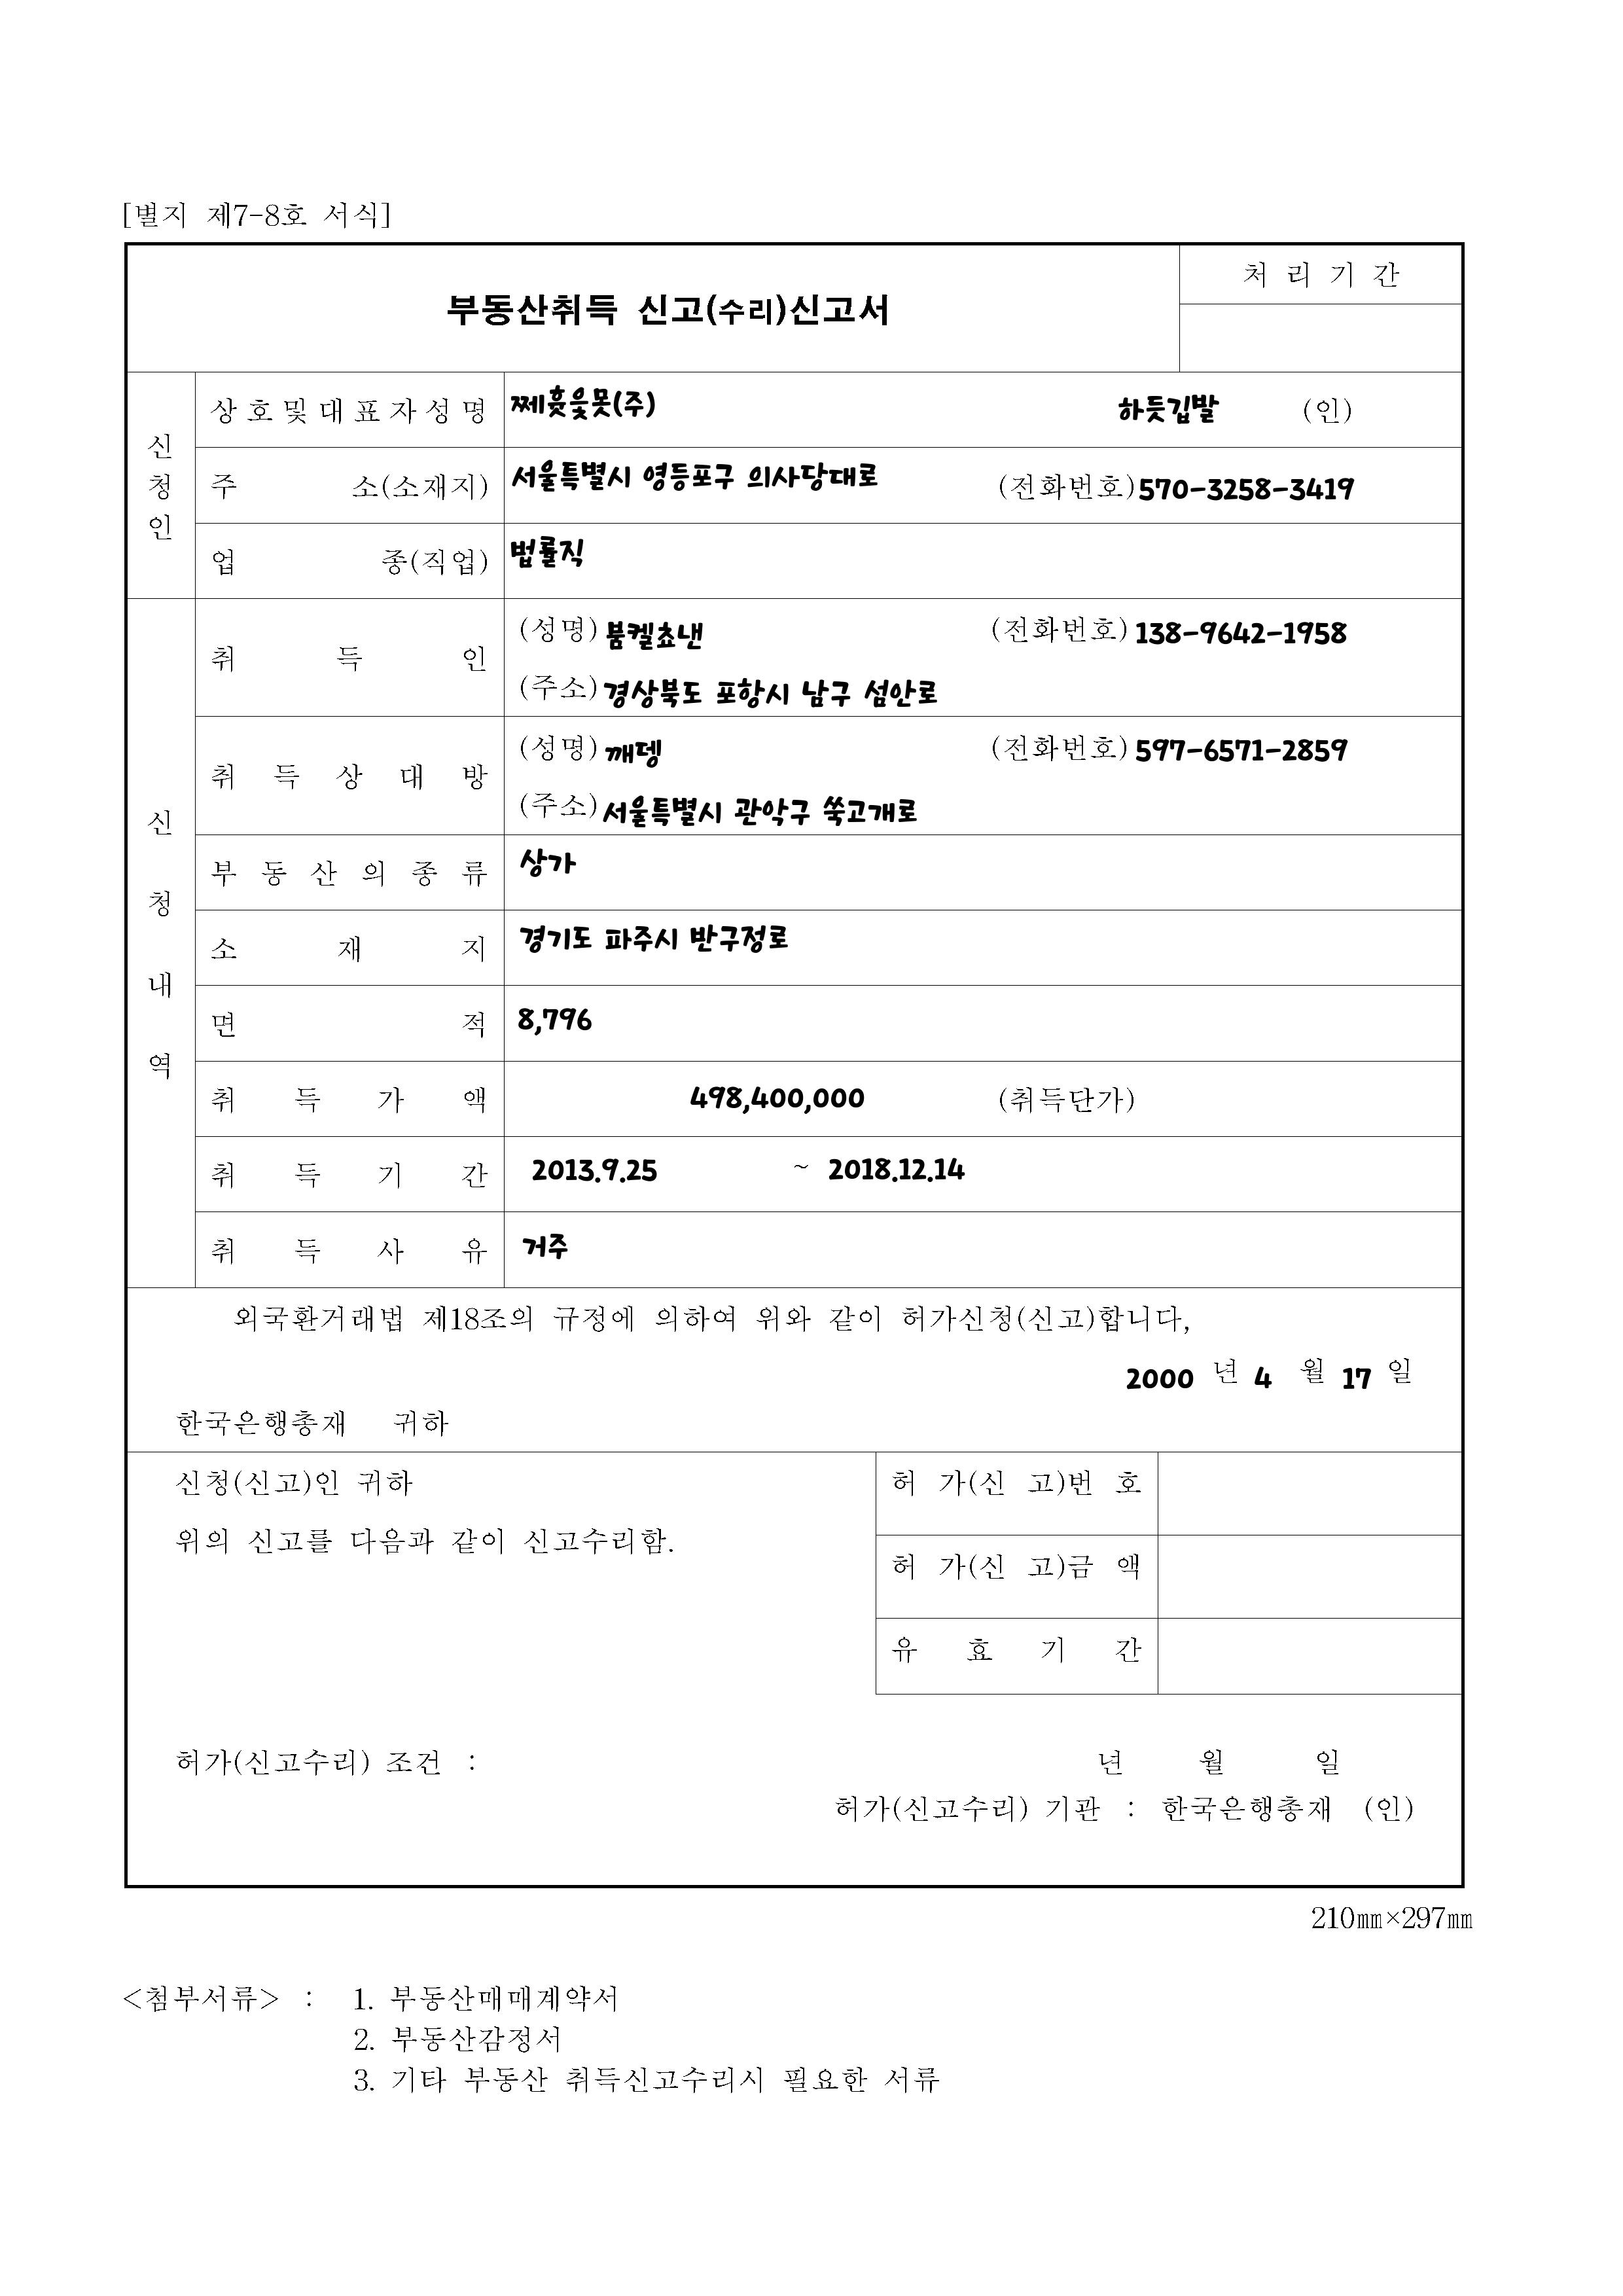 [별지 제7-8호 서식]
부동산취득 신고(수리)신고서
처 리 기 간
신청인
상호및대표자성명 쩨흋읓못(주) 하듯깁발 (인)
주 소(소재지) 서울특별시 영등포구 의사당대로 (전화번호) 570-3258-3419
업 종(직업) 법률직
신청내역
취 득 인 (성명) 붐켈쵸낸 (전화번호) 138-9642-1958
(주소) 경상북도 포항시 남구 섬안로
취 득 상 대 방 (성명) 깨뎅 (전화번호) 597-6571-2859
(주소) 서울특별시 관악구 쑥고개로
부 동 산 의 종 류 상가
소 재 지 경기도 파주시 반구정로
면 적 8,796
취 득 가 액 498,400,000 (취득단가)
취 득 기 간 2013.9.25 ~ 2018.12.14
취 득 사 유 거주
외국환거래법 제18조의 규정에 의하여 위와 같이 허가신청(신고)합니다,
2000 년 4 월 17 일
한국은행총재 귀하
신청(신고)인 귀하
위의 신고를 다음과 같이 신고수리함.
허 가(신 고)번 호
허 가(신 고)금 액
유 효 기 간
허가(신고수리) 조건 :
년 월 일
허가(신고수리) 기관 : 한국은행총재 (인)
210㎜×297㎜
<첨부서류> : 1. 부동산매매계약서
2. 부동산감정서
3. 기타 부동산 취득신고수리시 필요한 서류